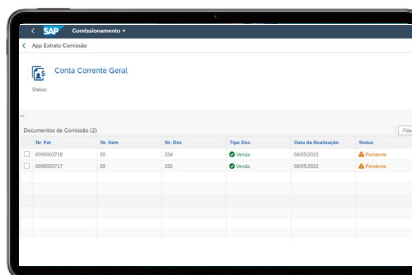 SAP Comissionamento
App Extrato Comissão
Conta Corrente Geral
Status:
Documentos de Comissão (2)
Nr. Fat Nr. Item Nr. Doc Tipo Doc. Data de Realização Status
0090003718 20 334 Venda 06/05/2022 Pendente
0090003717 20 332 Venda 06/05/2022 Pendente